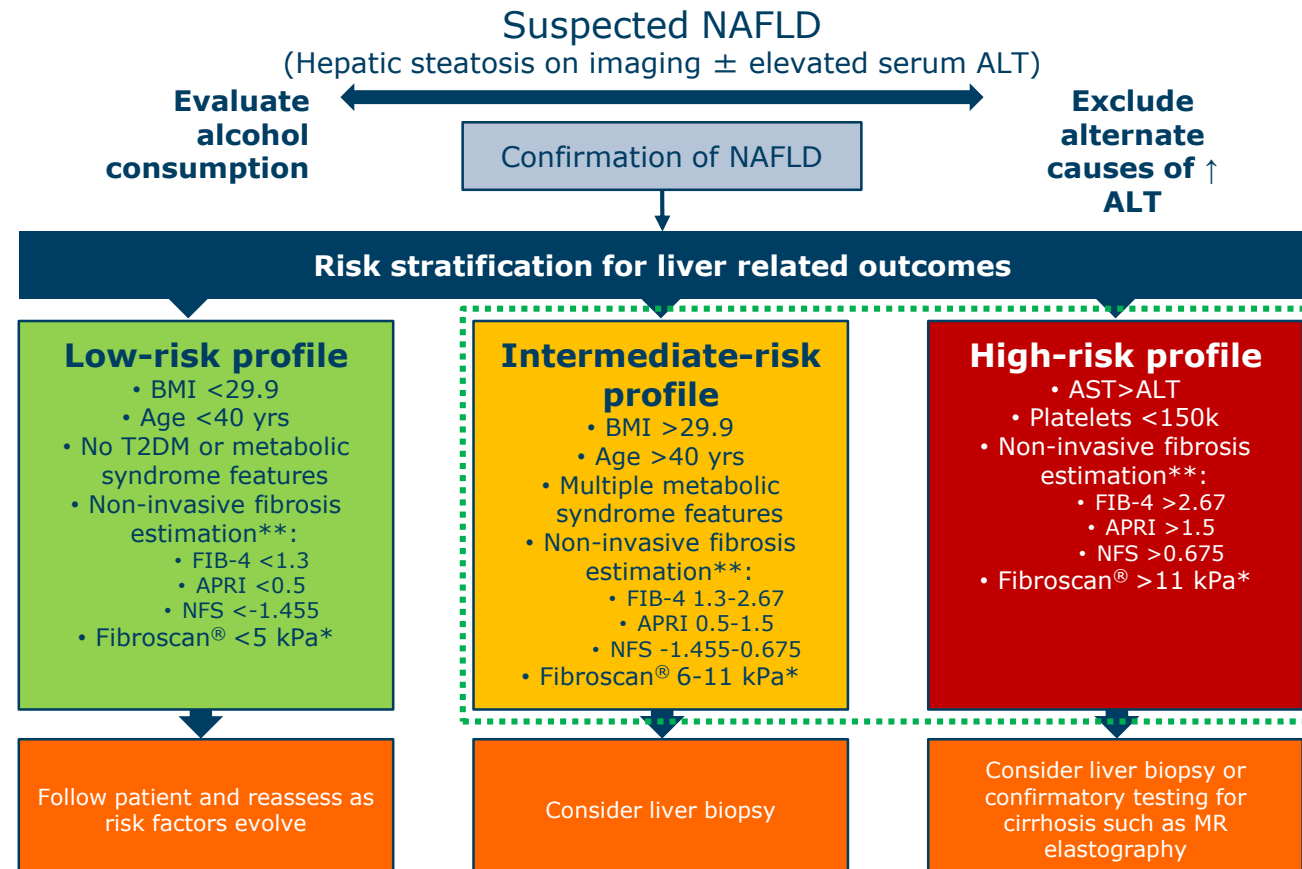 Suspected NAFLD
(Hepatic steatosis on imaging ± elevated serum ALT)
Evaluate
alcohol
consumption
Confirmation of NAFLD
Exclude
alternate
causes of ↑
ALT
Risk stratification for liver related outcomes
Low-risk profile
• BMI <29.9
• Age <40 yrs
• No T2DM or metabolic
syndrome features
• Non-invasive fibrosis
estimation**:
• FIB-4 <1.3
• APRI <0.5
• NFS <-1.455
• Fibroscan® <5 kPa*
Intermediate-risk
profile
• BMI >29.9
• Age >40 yrs
• Multiple metabolic
syndrome features
• Non-invasive fibrosis
estimation**:
• FIB-4 1.3-2.67
• APRI 0.5-1.5
• NFS -1.455-0.675
• Fibroscan® 6-11 kPa*
High-risk profile
• AST>ALT
• Platelets <150k
• Non-invasive fibrosis
estimation**:
• FIB-4 >2.67
• APRI >1.5
• NFS >0.675
• Fibroscan® >11 kPa*
Follow patient and reassess as
risk factors evolve
Consider liver biopsy
Consider liver biopsy or
confirmatory testing for
cirrhosis such as MR
elastography